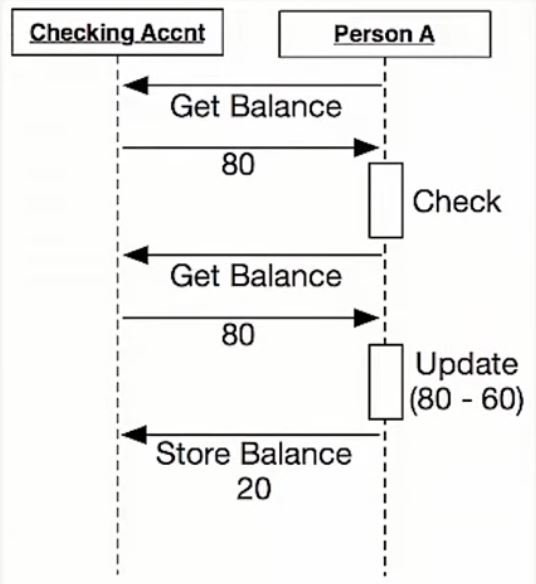 Checking Accnt
Person A
Get Balance
80
Check
Get Balance
80
Update
(80 - 60)
Store Balance
20